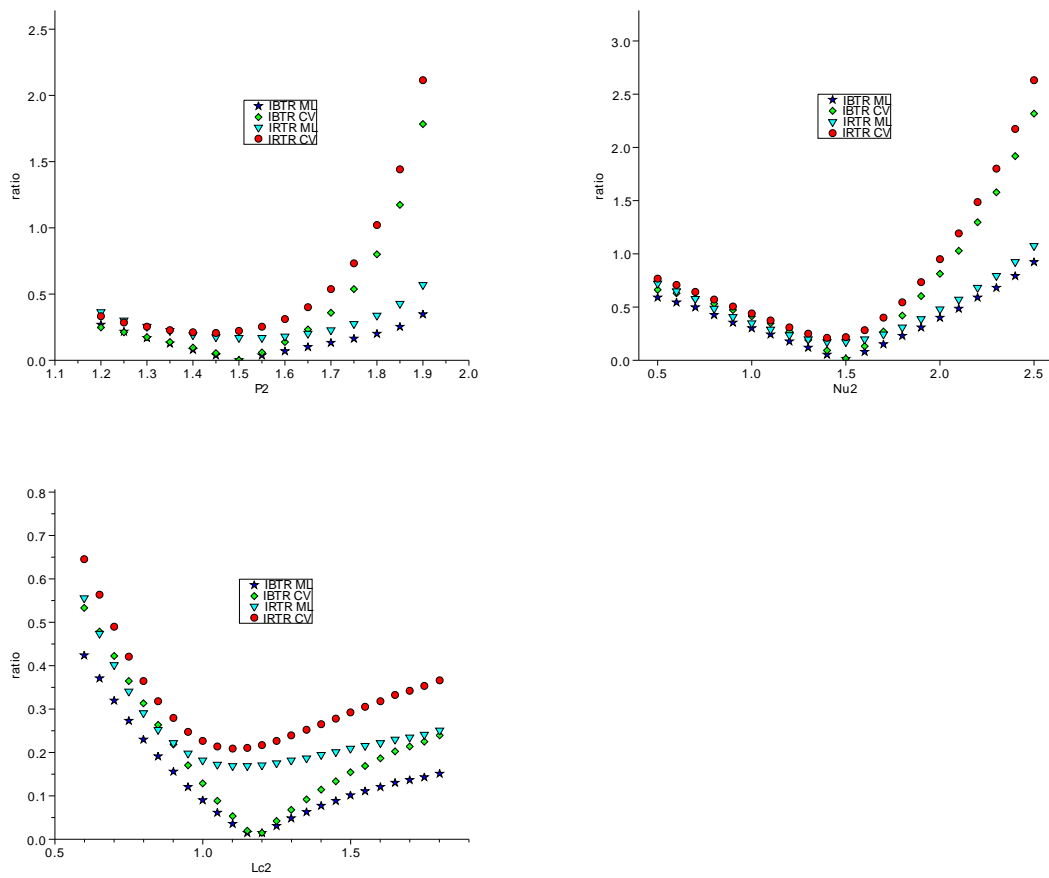 2.5
2.0
1.5
1.0
0.5
0.0
ratio
IBTR ML
IBTR CV
IRTR ML
IRTR CV
1.1 1.2 1.3 1.4 1.5 1.6 1.7 1.8 1.9 2.0
P2
3.0
2.5
2.0
1.5
1.0
0.5
0.0
ratio
IBTR ML
IBTR CV
IRTR ML
IRTR CV
0.5 1.0 1.5 2.0 2.5
Nu2
0.8
0.7
0.6
0.5
0.4
0.3
0.2
0.1
0.0
ratio
IBTR ML
IBTR CV
IRTR ML
IRTR CV
0.5 1.0 1.5
Lc2